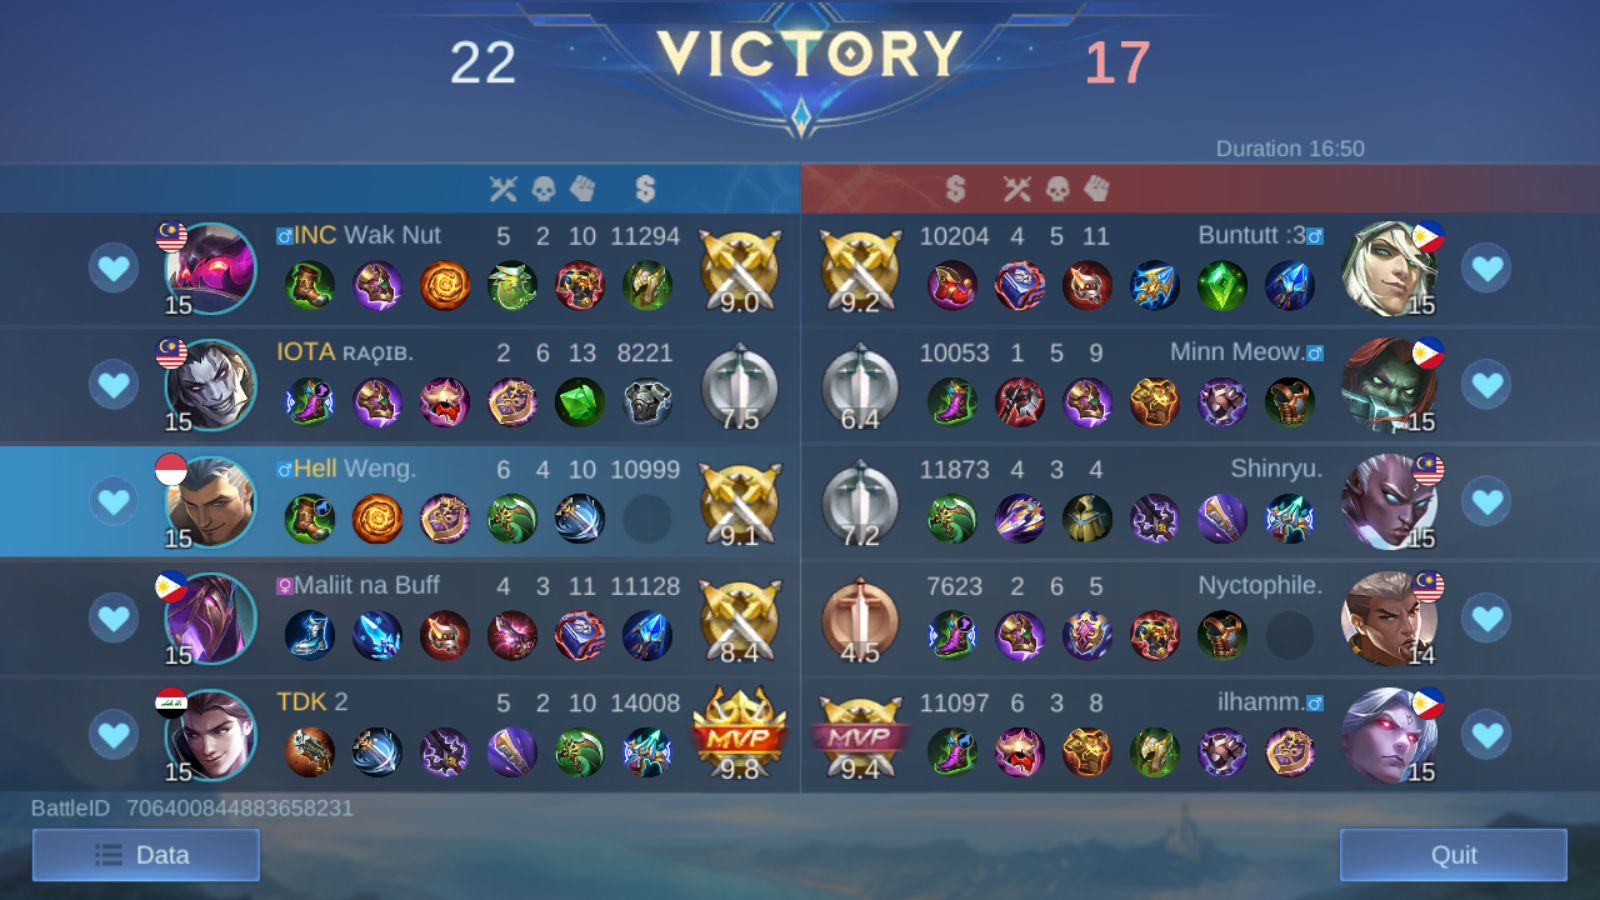 22 VICTORY 17
Duration 16:50
INC Wak Nut 5 2 10 11294 9.0
15
9.2 10204 4 5 11 Buntutt :3
15
IOTA ʀᴀǫɪʙ. 2 6 13 8221 7.5
15
6.4 10053 1 5 9 Minn Meow.
15
Hell Weng. 6 4 10 10999 9.1
15
7.2 11873 4 3 4 Shinryu.
15
Maliit na Buff 4 3 11 11128 8.4
15
4.5 7623 2 6 5 Nyctophile.
14
TDK 2 5 2 10 14008 MVP 9.8
15
MVP 9.4 11097 6 3 8 ilhamm.
15
BattleID 706400844883658231
Data
Quit